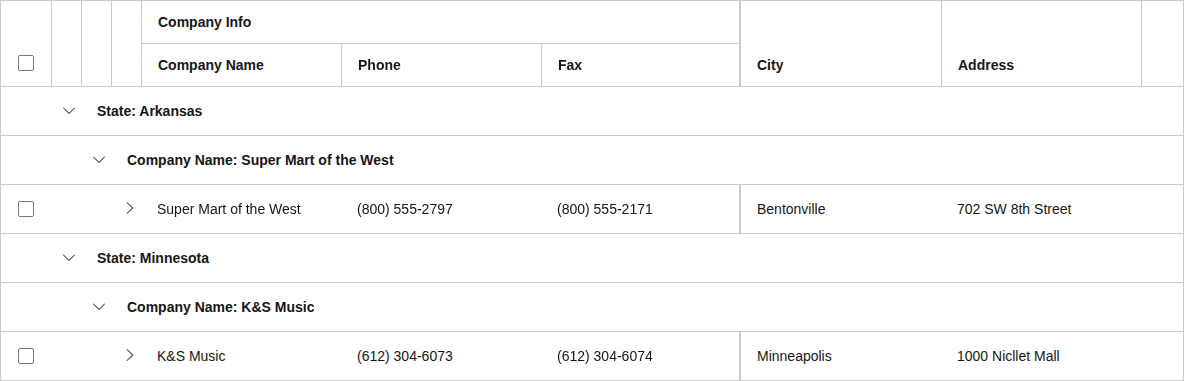 Company Info
Company Name Phone Fax City Address
State: Arkansas
Company Name: Super Mart of the West
Super Mart of the West (800) 555-2797 (800) 555-2171 Bentonville 702 SW 8th Street
State: Minnesota
Company Name: K&S Music
K&S Music (612) 304-6073 (612) 304-6074 Minneapolis 1000 Nicllet Mall